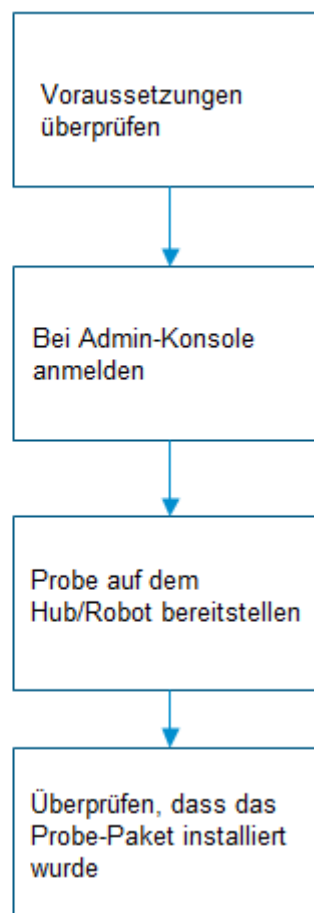 Voraussetzungen
überprüfen
Bei Admin-Konsole
anmelden
Probe auf dem
Hub/Robot bereitstellen
Überprüfen, dass das
Probe-Paket installiert
wurde